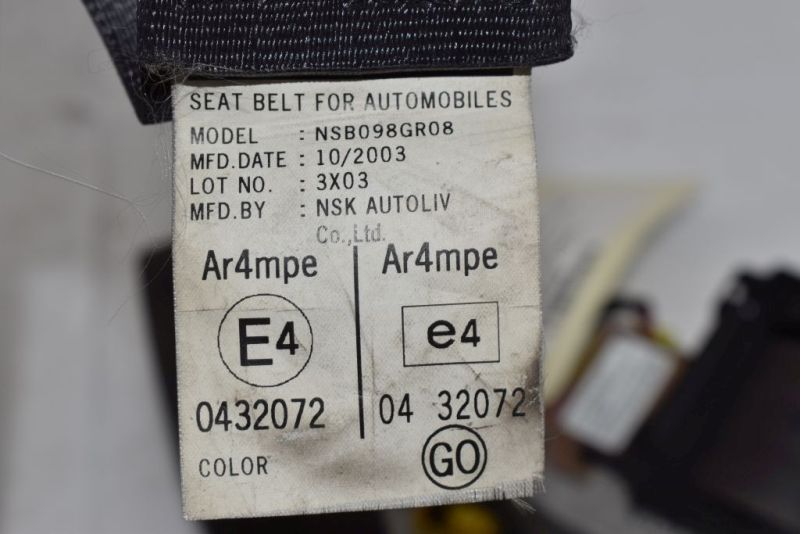 SEAT BELT FOR AUTOMOBILES
MODEL : NSB098GR08
MFD.DATE : 10/2003
LOT NO. : 3X03
MFD.BY : NSK AUTOLIV
Co.,Ltd.
Ar4mpe Ar4mpe
E4 e4
0432072 04 32072
COLOR GO